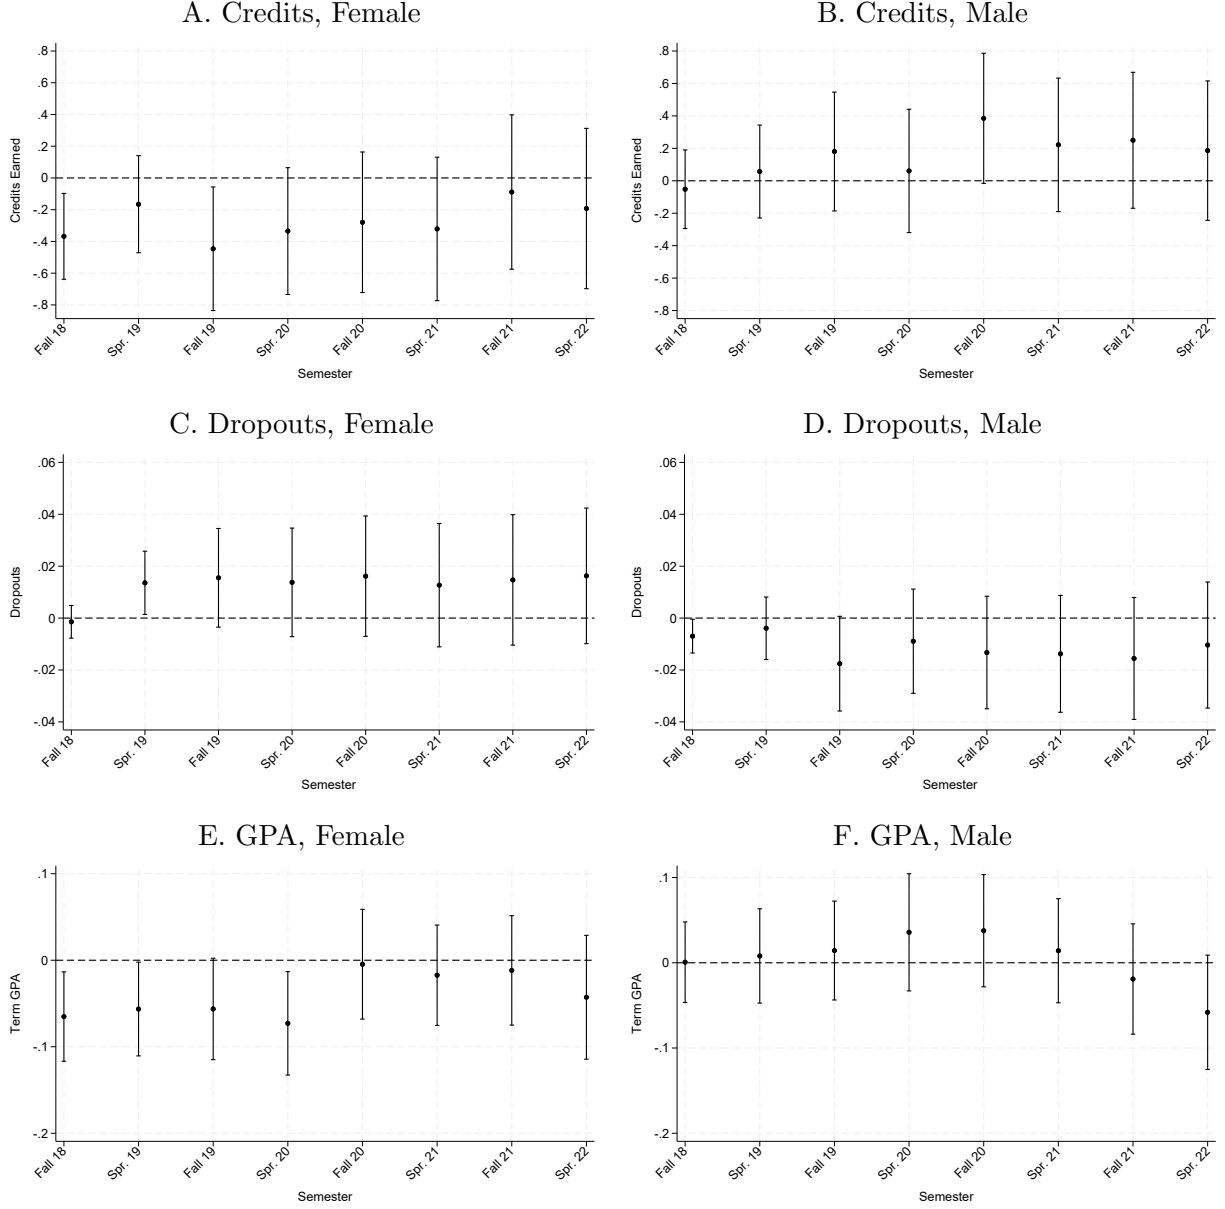 A. Credits, Female
.8
.6
.4
.2
0
-.2
-.4
-.6
-.8
Credits Earned
Fall 18
Spr. 19
Fall 19
Spr. 20
Fall 20
Spr. 21
Fall 21
Spr. 22
Semester
B. Credits, Male
.8
.6
.4
.2
0
-.2
-.4
-.6
-.8
Credits Earned
Fall 18
Spr. 19
Fall 19
Spr. 20
Fall 20
Spr. 21
Fall 21
Spr. 22
Semester
C. Dropouts, Female
.06
.04
.02
0
-.02
-.04
Dropouts
Fall 18
Spr. 19
Fall 19
Spr. 20
Fall 20
Spr. 21
Fall 21
Spr. 22
Semester
D. Dropouts, Male
.06
.04
.02
0
-.02
-.04
Dropouts
Fall 18
Spr. 19
Fall 19
Spr. 20
Fall 20
Spr. 21
Fall 21
Spr. 22
Semester
E. GPA, Female
.1
0
-.1
-.2
Term GPA
Fall 18
Spr. 19
Fall 19
Spr. 20
Fall 20
Spr. 21
Fall 21
Spr. 22
Semester
F. GPA, Male
.1
0
-.1
-.2
Term GPA
Fall 18
Spr. 19
Fall 19
Spr. 20
Fall 20
Spr. 21
Fall 21
Spr. 22
Semester